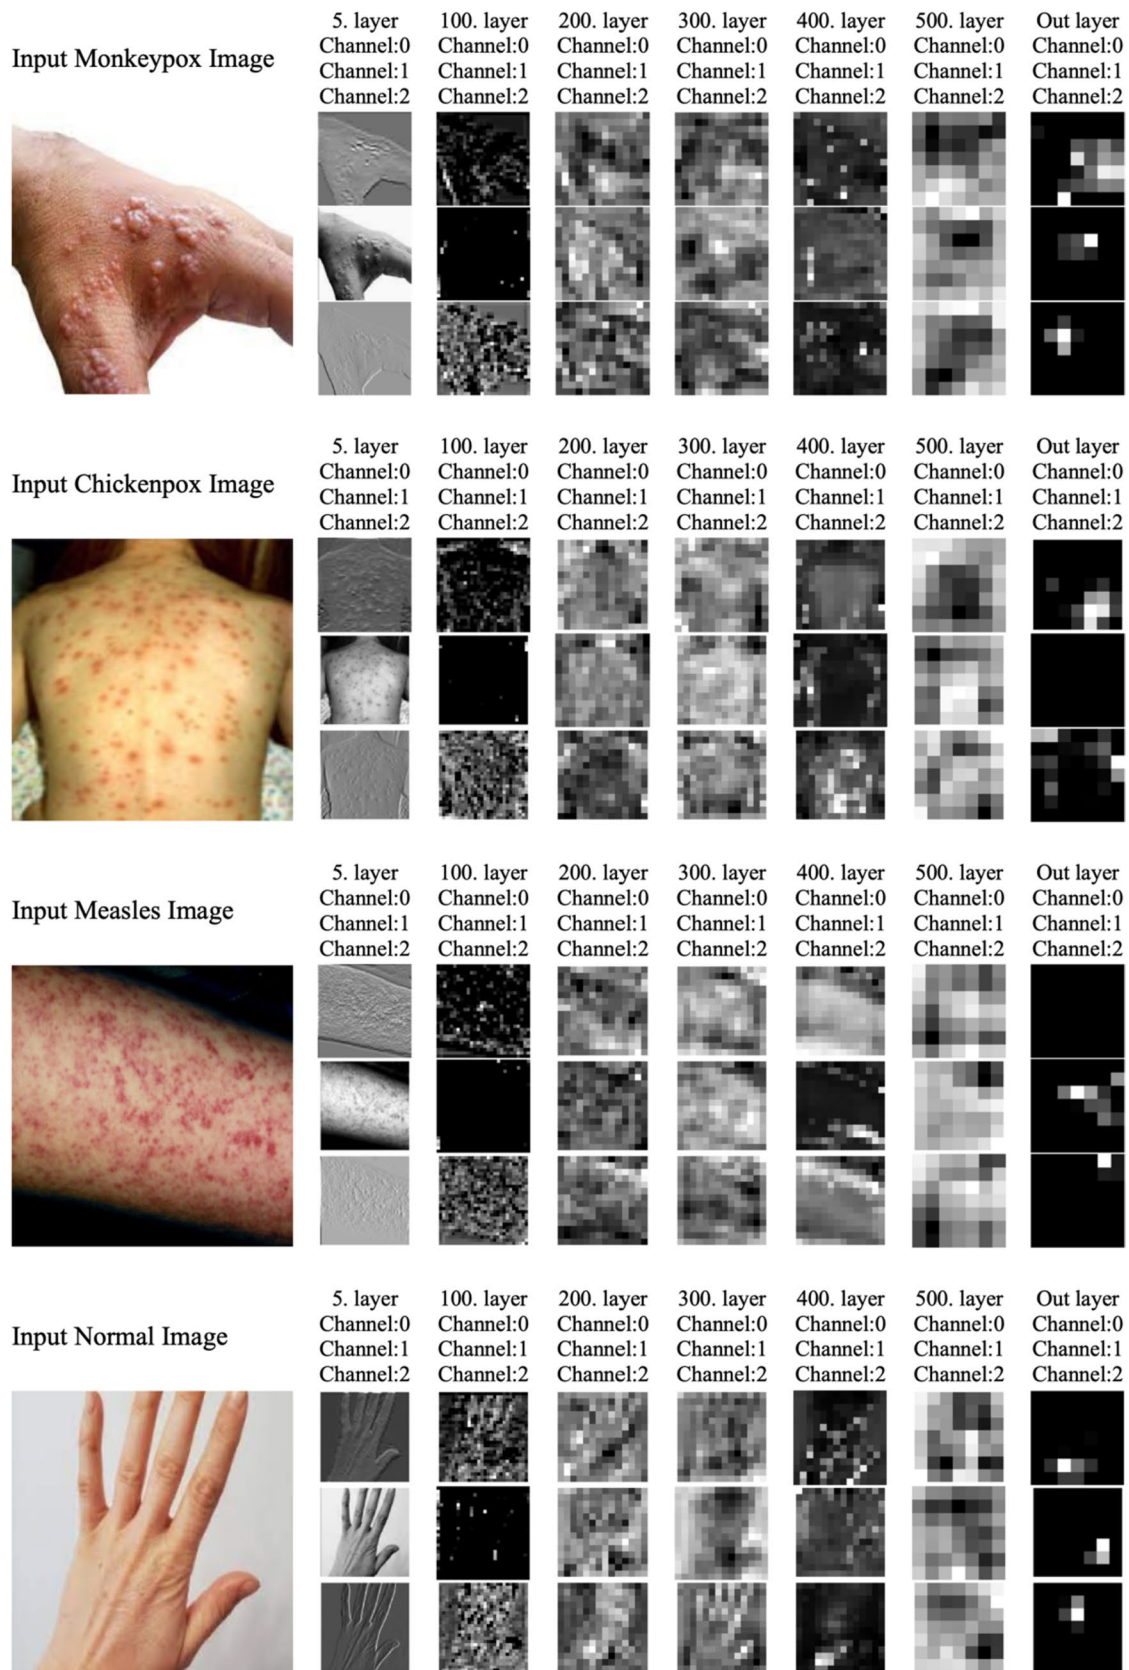 Input Monkeypox Image
5. layer 100. layer 200. layer 300. layer 400. layer 500. layer Out layer
Channel:0 Channel:0 Channel:0 Channel:0 Channel:0 Channel:0 Channel:0
Channel:1 Channel:1 Channel:1 Channel:1 Channel:1 Channel:1 Channel:1
Channel:2 Channel:2 Channel:2 Channel:2 Channel:2 Channel:2 Channel:2
Input Chickenpox Image
5. layer 100. layer 200. layer 300. layer 400. layer 500. layer Out layer
Channel:0 Channel:0 Channel:0 Channel:0 Channel:0 Channel:0 Channel:0
Channel:1 Channel:1 Channel:1 Channel:1 Channel:1 Channel:1 Channel:1
Channel:2 Channel:2 Channel:2 Channel:2 Channel:2 Channel:2 Channel:2
Input Measles Image
5. layer 100. layer 200. layer 300. layer 400. layer 500. layer Out layer
Channel:0 Channel:0 Channel:0 Channel:0 Channel:0 Channel:0 Channel:0
Channel:1 Channel:1 Channel:1 Channel:1 Channel:1 Channel:1 Channel:1
Channel:2 Channel:2 Channel:2 Channel:2 Channel:2 Channel:2 Channel:2
Input Normal Image
5. layer 100. layer 200. layer 300. layer 400. layer 500. layer Out layer
Channel:0 Channel:0 Channel:0 Channel:0 Channel:0 Channel:0 Channel:0
Channel:1 Channel:1 Channel:1 Channel:1 Channel:1 Channel:1 Channel:1
Channel:2 Channel:2 Channel:2 Channel:2 Channel:2 Channel:2 Channel:2